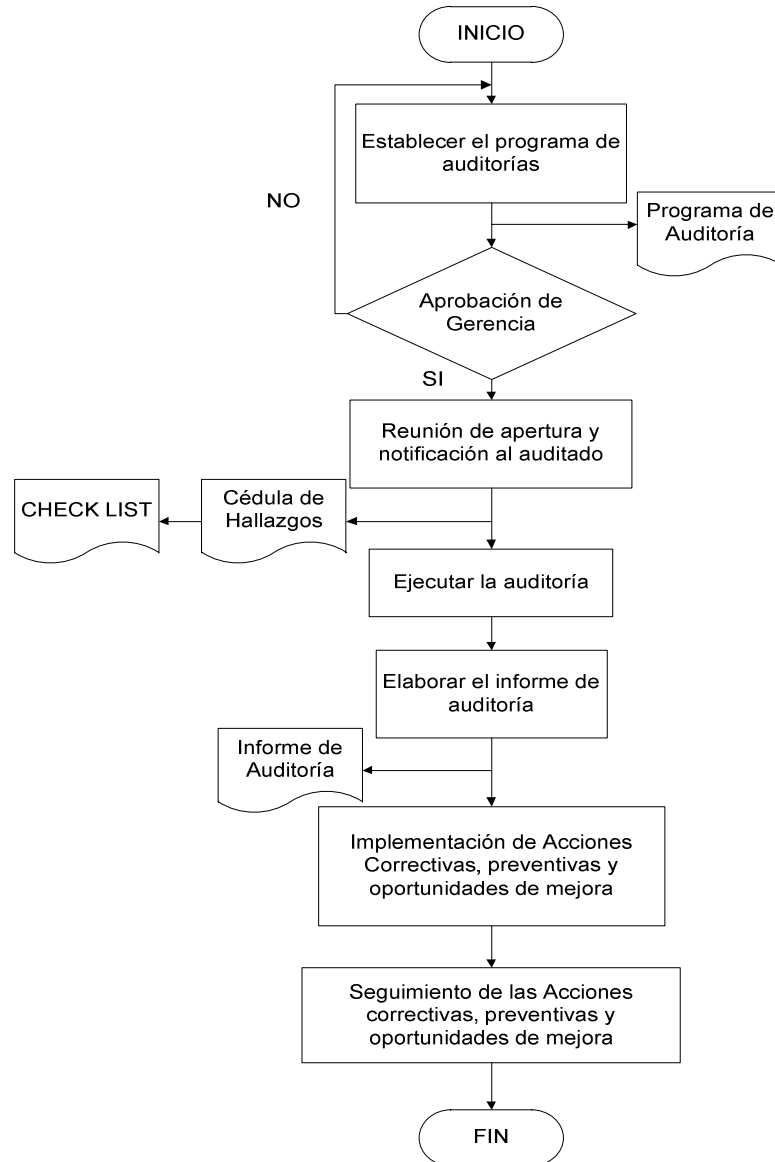 INICIO
Establecer el programa de
auditorías
NO
Programa de
Auditoría
Aprobación de
Gerencia
SI
Reunión de apertura y
notificación al auditado
CHECK LIST
Cédula de
Hallazgos
Ejecutar la auditoría
Elaborar el informe de
auditoría
Informe de
Auditoría
Implementación de Acciones
Correctivas, preventivas y
oportunidades de mejora
Seguimiento de las Acciones
correctivas, preventivas y
oportunidades de mejora
FIN